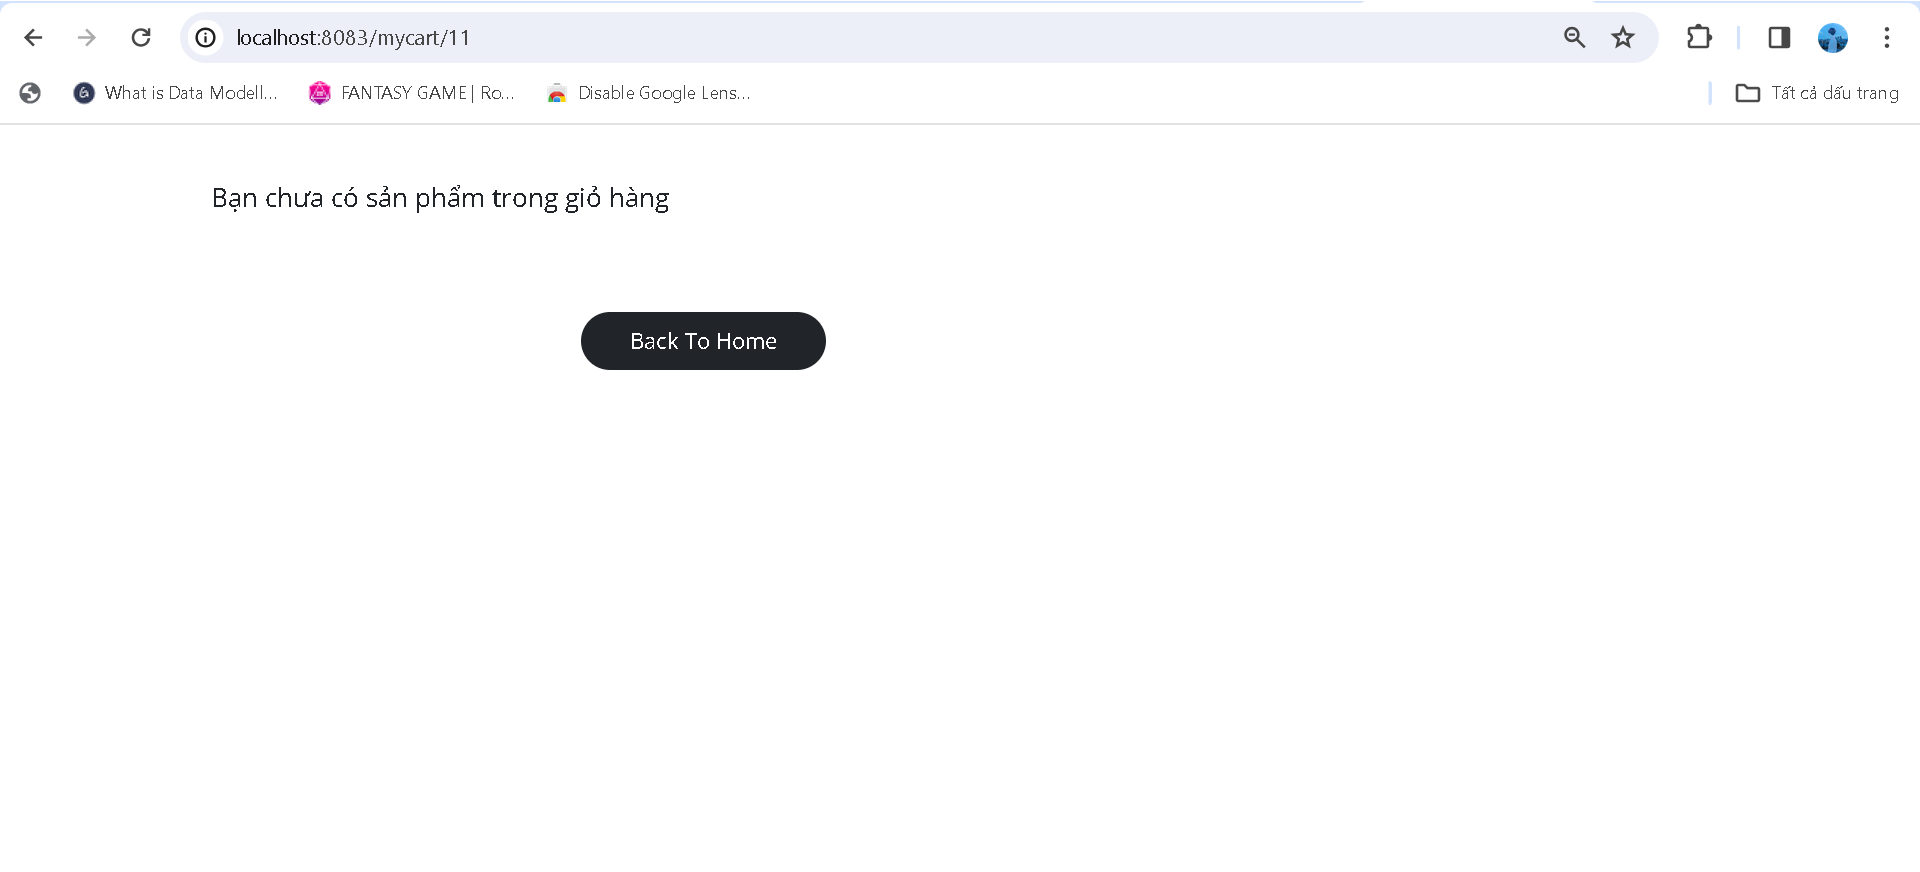 localhost:8083/mycart/11
What is Data Modell...
FANTASY GAME | Ro...
Disable Google Lens...
Tất cả dấu trang
Bạn chưa có sản phẩm trong giỏ hàng
Back To Home